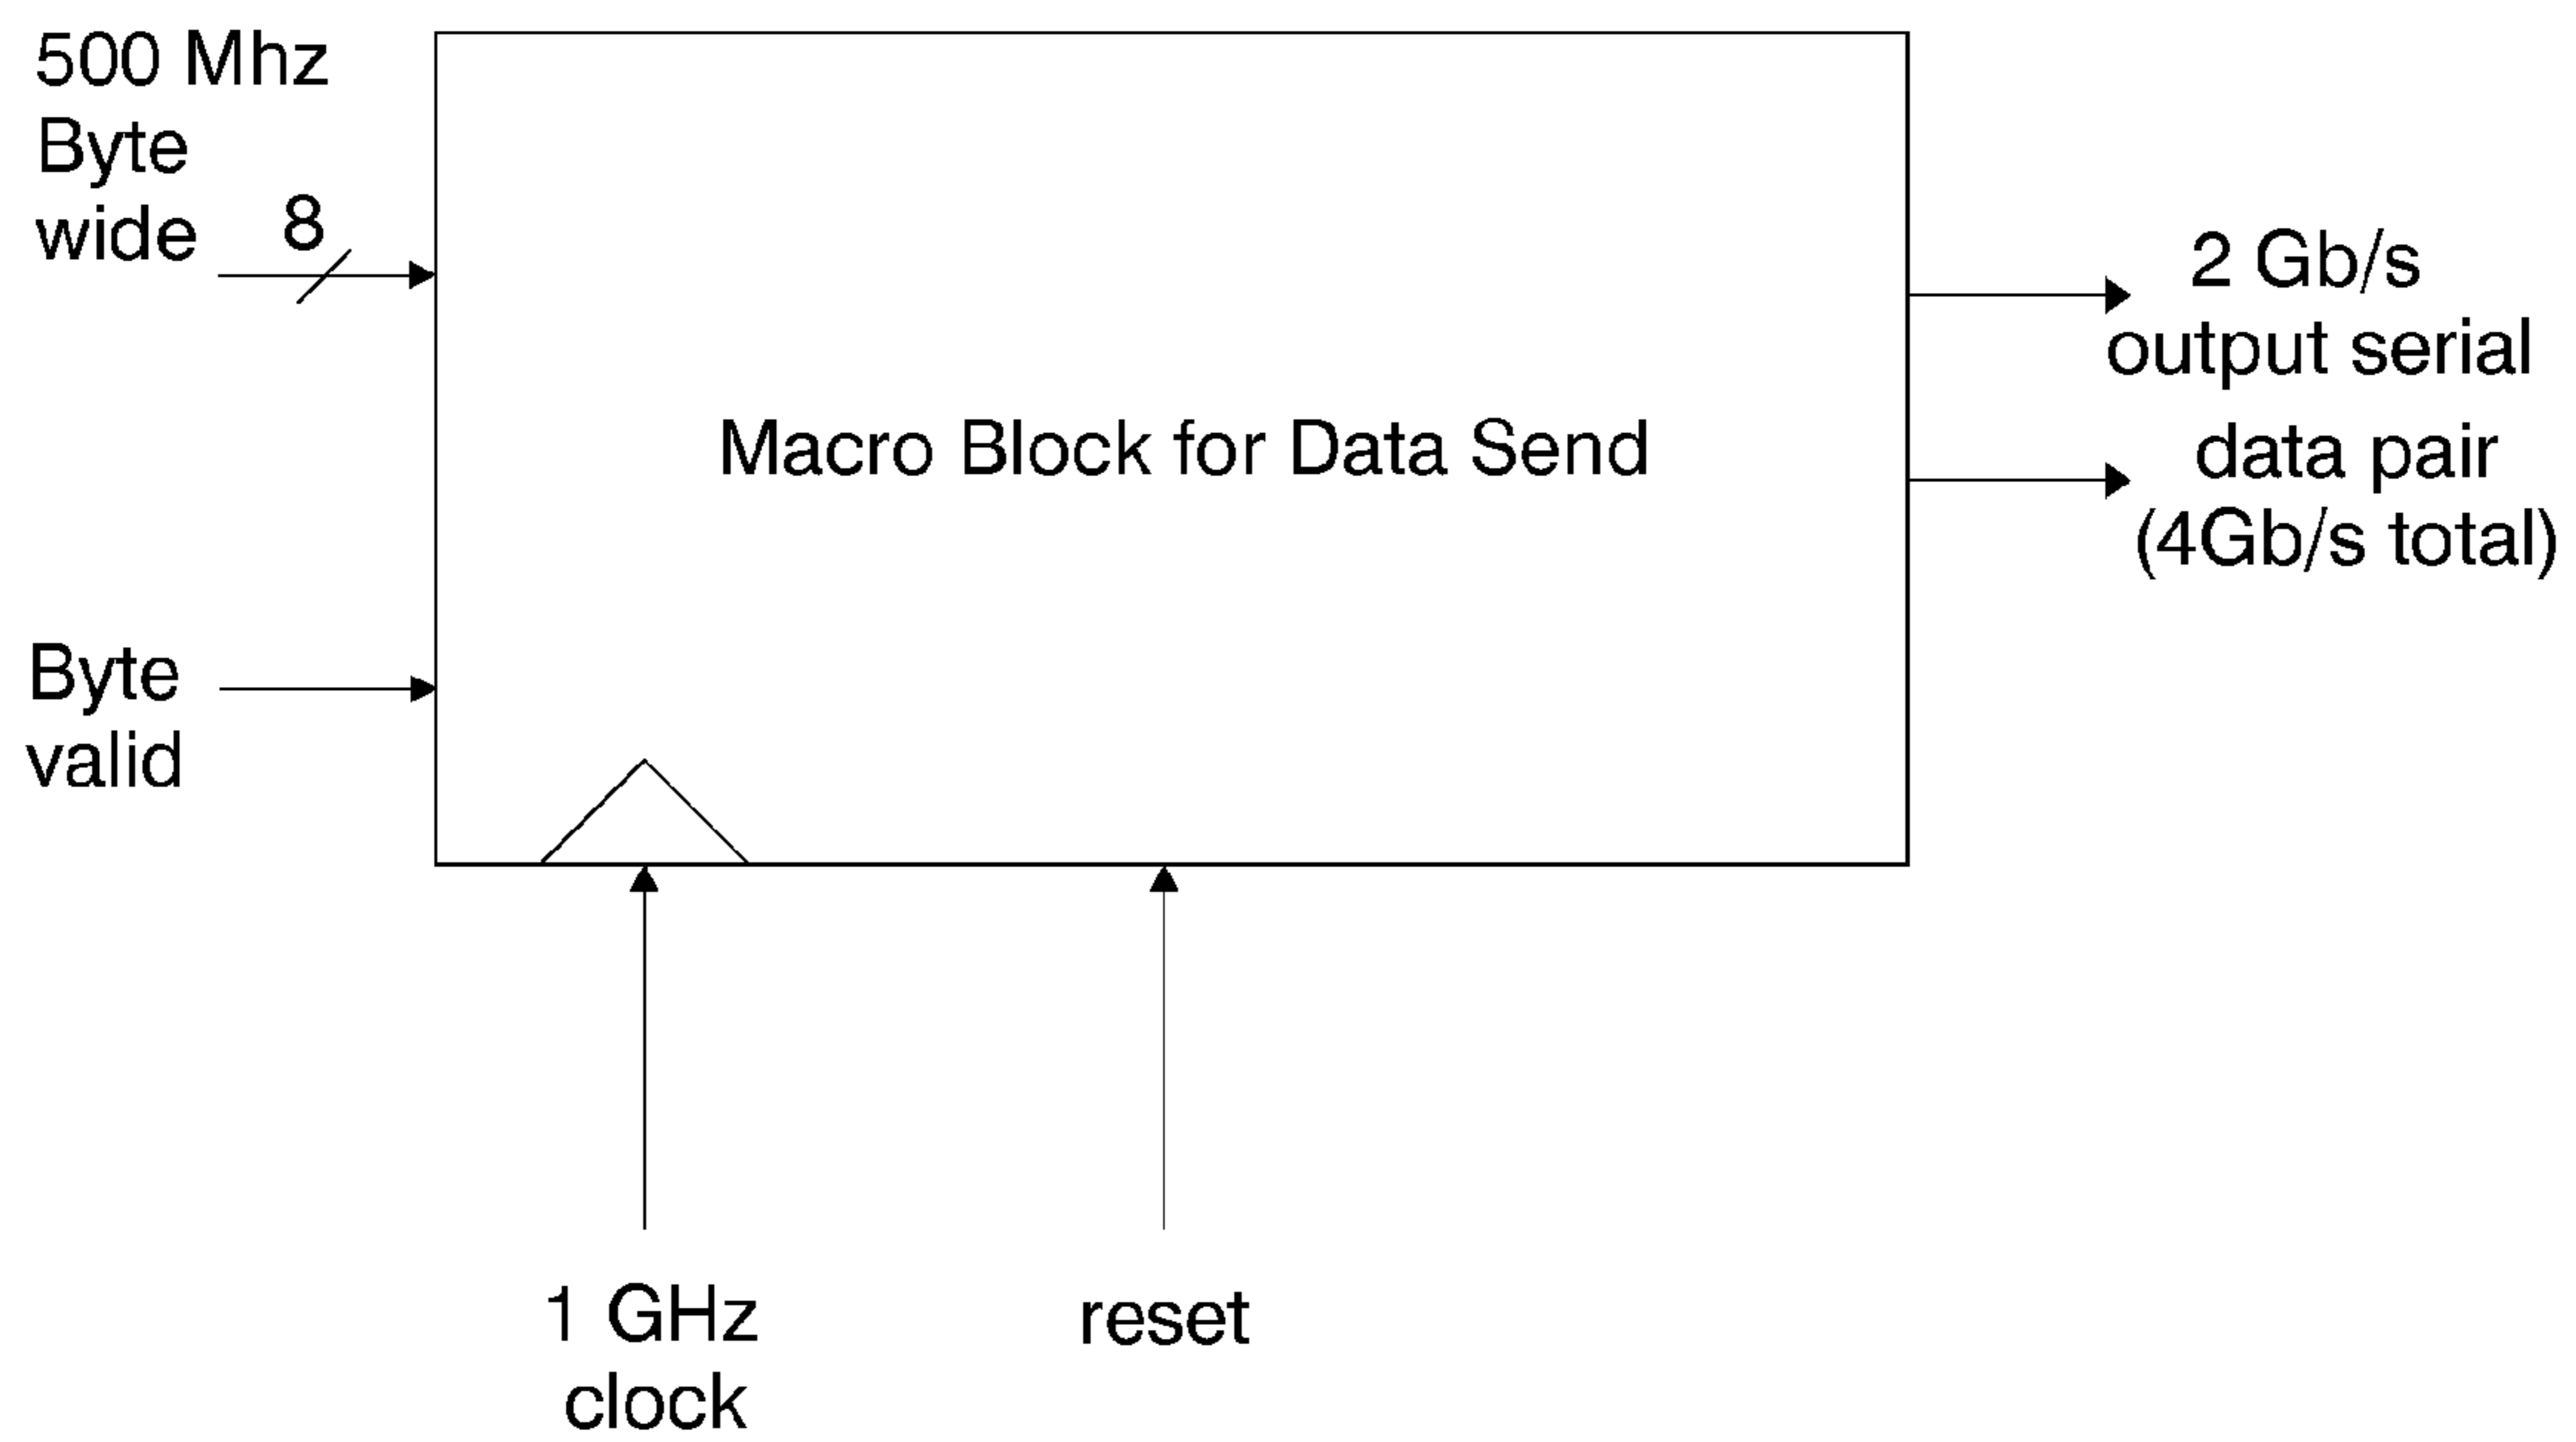 500 Mhz
Byte
wide
8
Byte
valid
Macro Block for Data Send
2 Gb/s
output serial
data pair
(4Gb/s total)
1 GHz
clock
reset